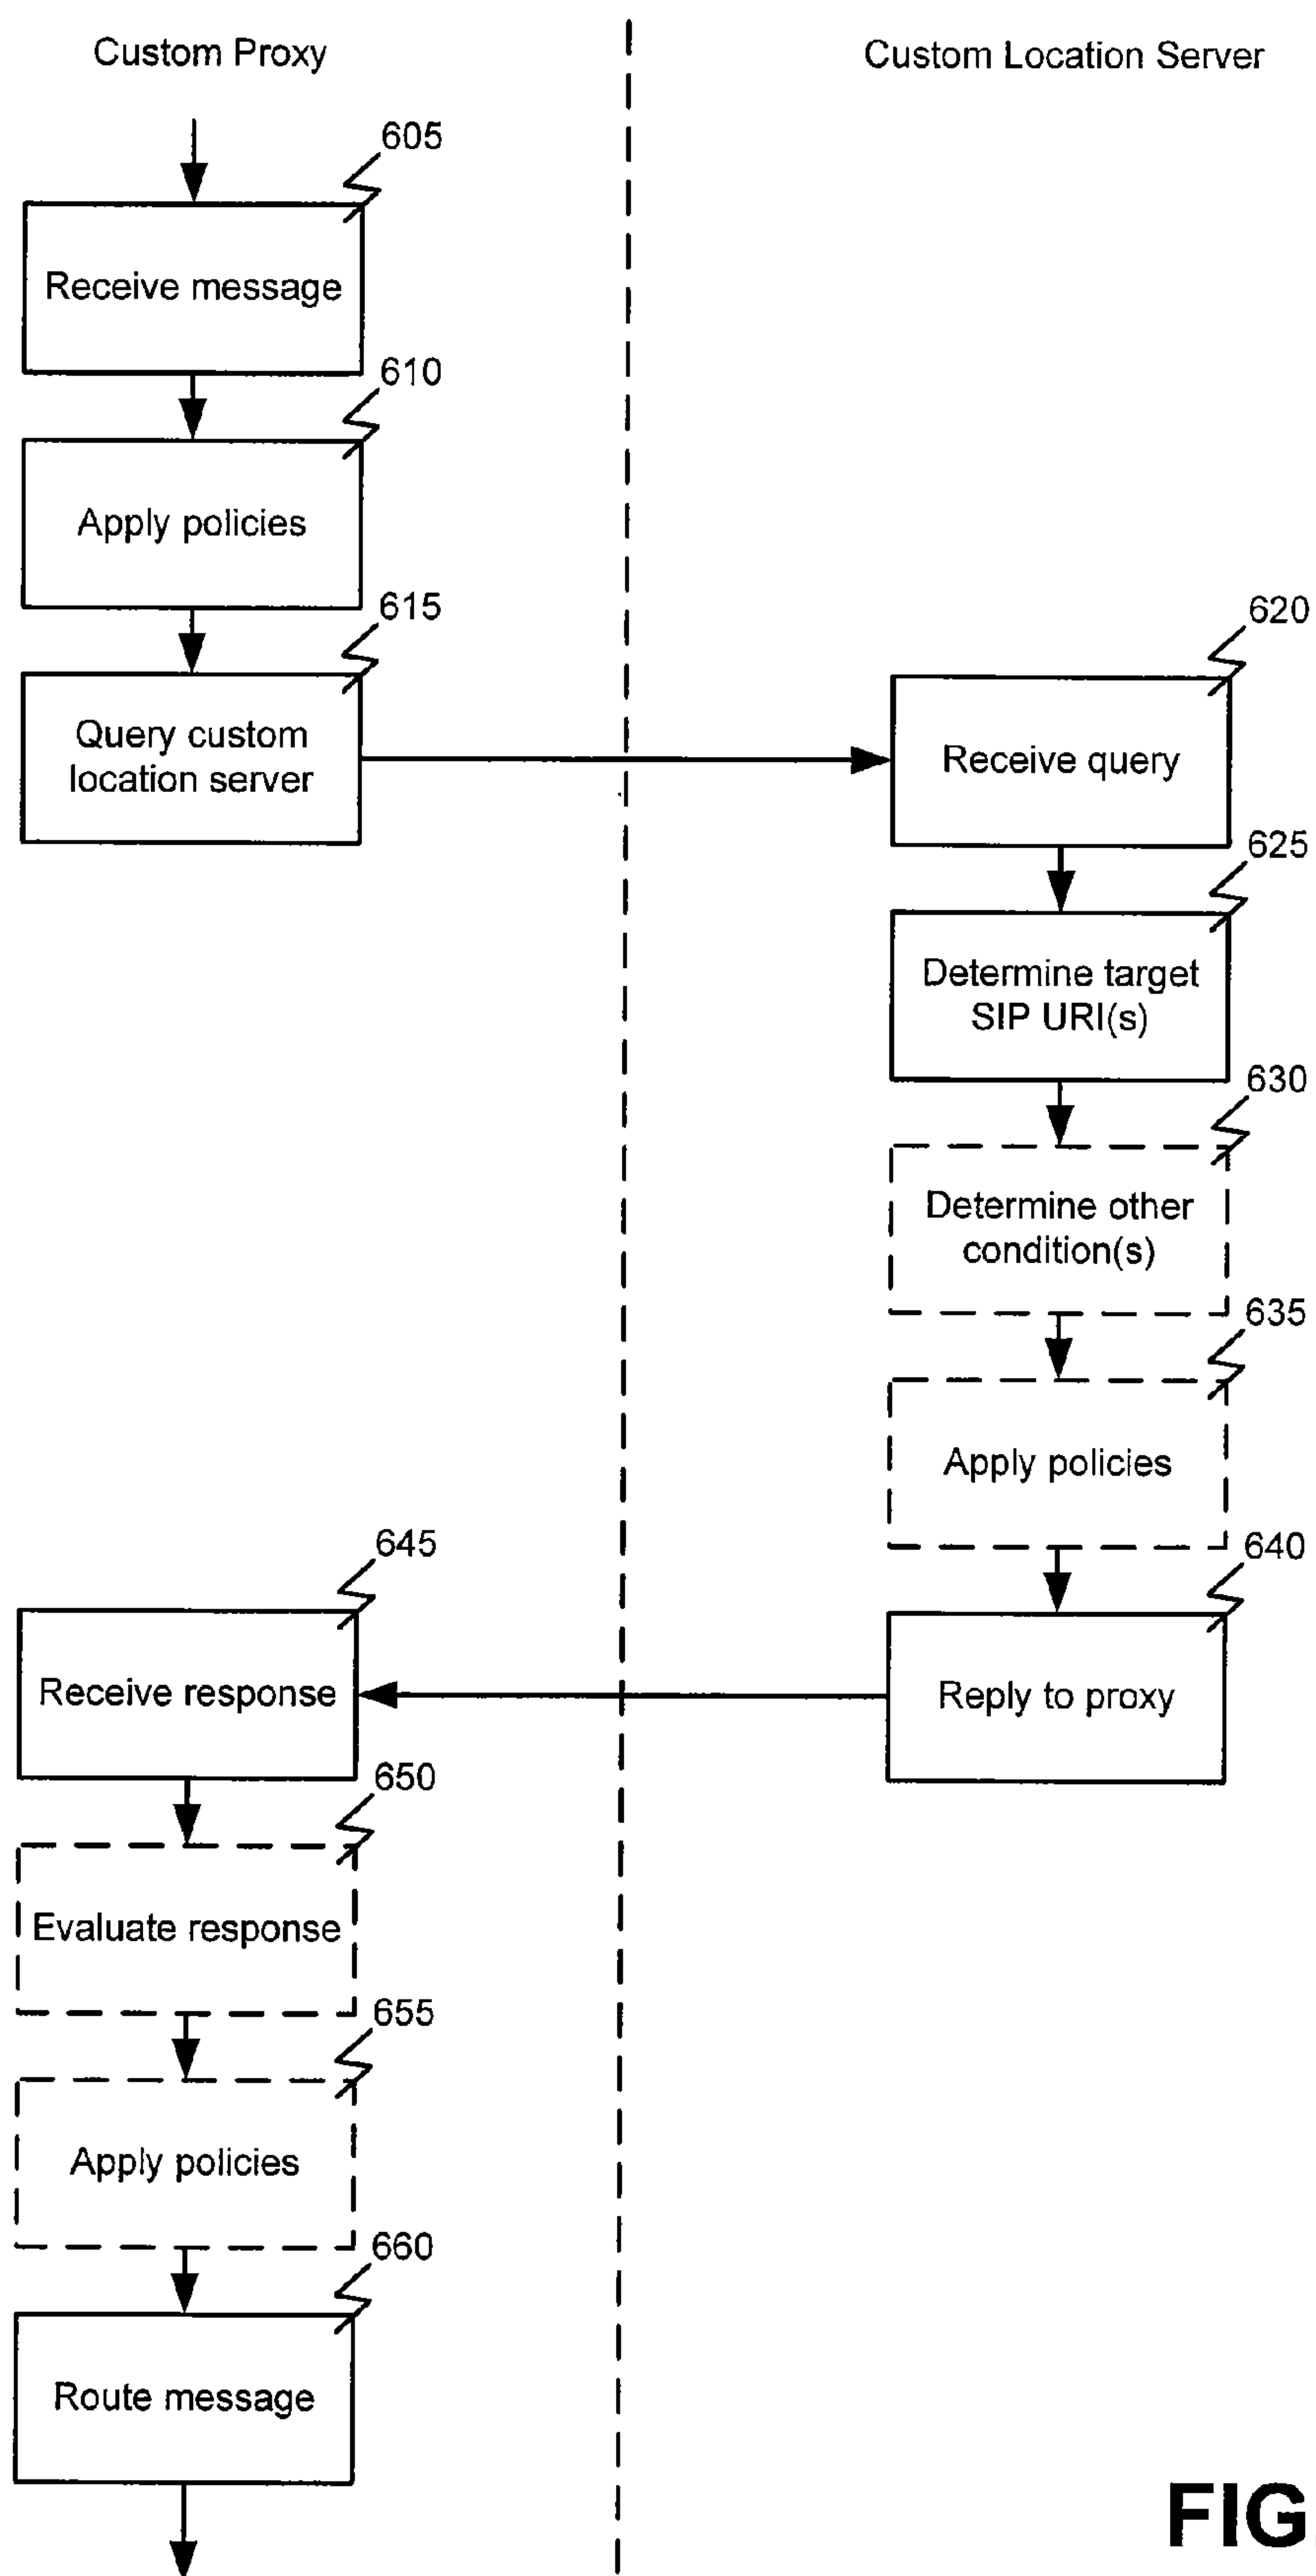 Custom Proxy
Custom Location Server
605
Receive message
610
Apply policies
615
Query custom
location server
620
Receive query
625
Determine target
SIP URI(s)
630
Determine other
condition(s)
635
Apply policies
640
Reply to proxy
645
Receive response
650
Evaluate response
655
Apply policies
660
Route message
FIG